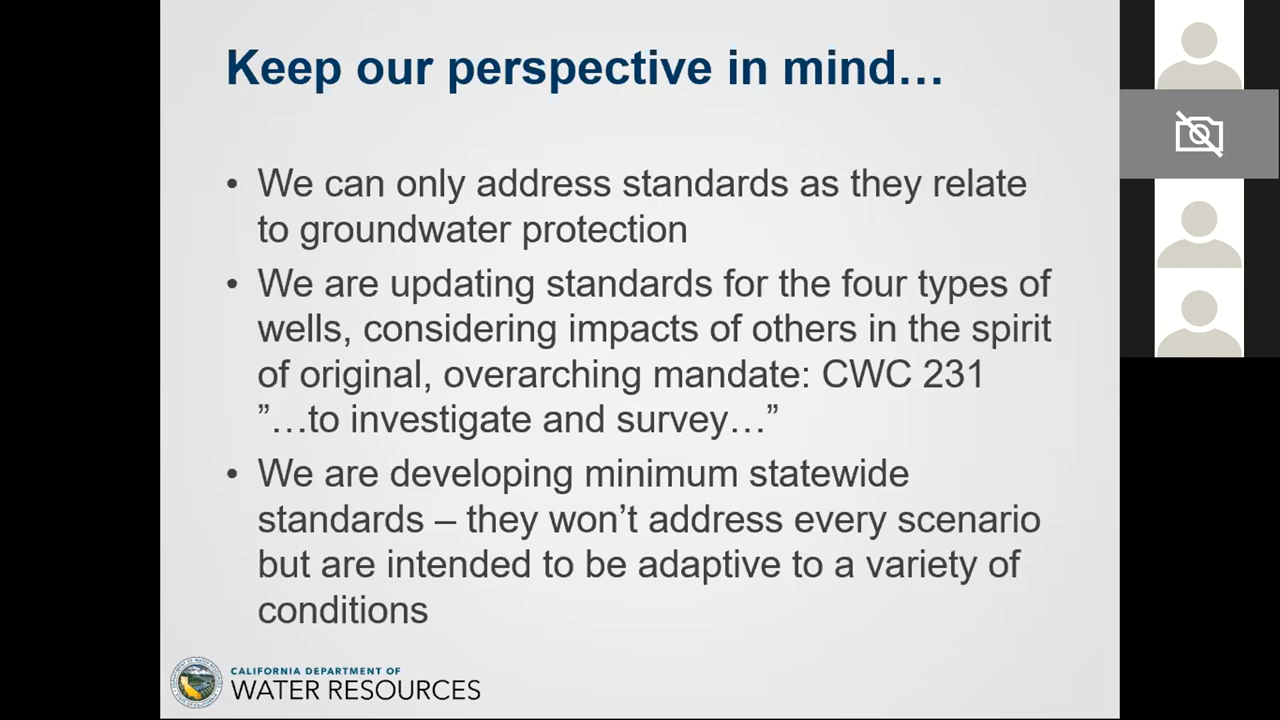 Keep our perspective in mind…
• We can only address standards as they relate
to groundwater protection
• We are updating standards for the four types of
wells, considering impacts of others in the spirit
of original, overarching mandate: CWC 231
”…to investigate and survey…”
• We are developing minimum statewide
standards – they won’t address every scenario
but are intended to be adaptive to a variety of
conditions
CALIFORNIA DEPARTMENT OF
WATER RESOURCES